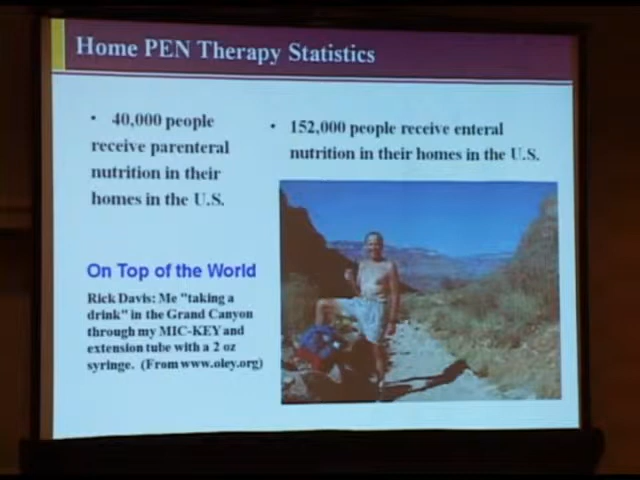 Home PEN Therapy Statistics
• 40,000 people
receive parenteral
nutrition in their
homes in the U.S.
• 152,000 people receive enteral
nutrition in their homes in the U.S.
On Top of the World
Rick Davis: Me "taking a
drink" in the Grand Canyon
through my MIC-KEY and
extension tube with a 2 oz
syringe. (From www.oley.org)